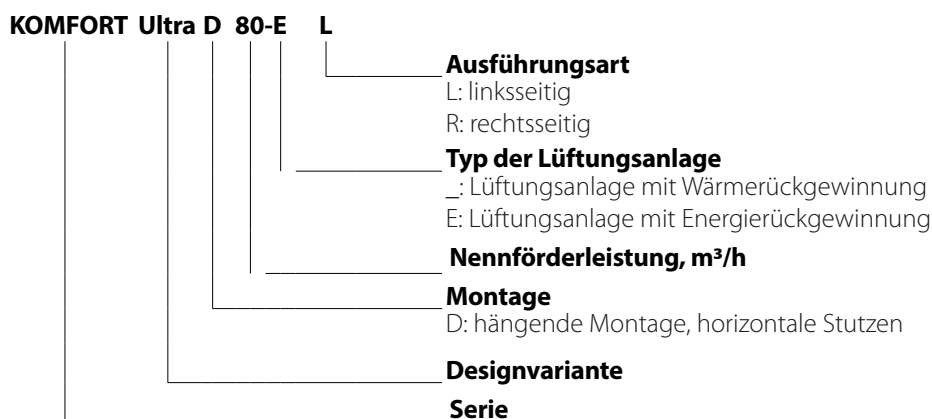 KOMFORT Ultra D 80-E L
Ausführungsart
L: linksseitig
R: rechtsseitig
Typ der Lüftungsanlage
_: Lüftungsanlage mit Wärmerückgewinnung
E: Lüftungsanlage mit Energierückgewinnung
Nennförderleistung, m³/h
Montage
D: hängende Montage, horizontale Stutzen
Designvariante
Serie